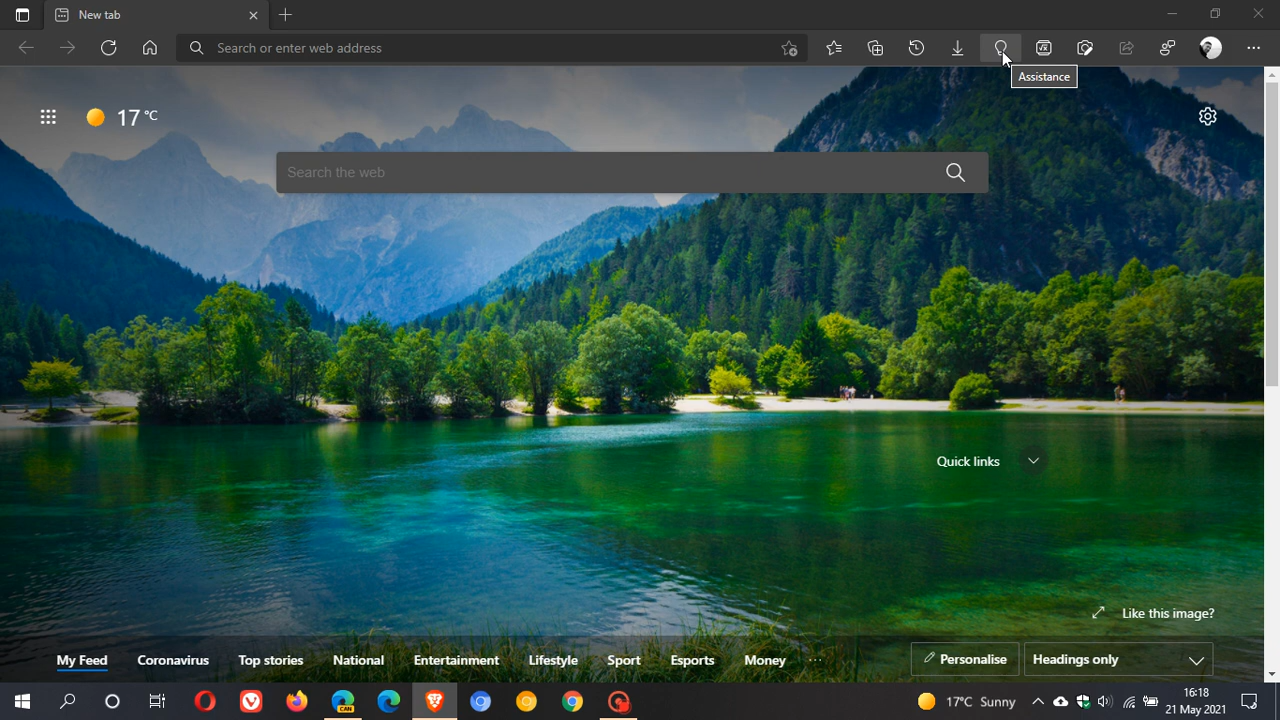 New tab
Search or enter web address
Assistance
17 °C
Search the web
Quick links
Like this image?
My Feed
Coronavirus
Top stories
National
Entertainment
Lifestyle
Sport
Esports
Money
...
Personalise
Headings only
CAN
17°C Sunny
16:18
21 May 2021